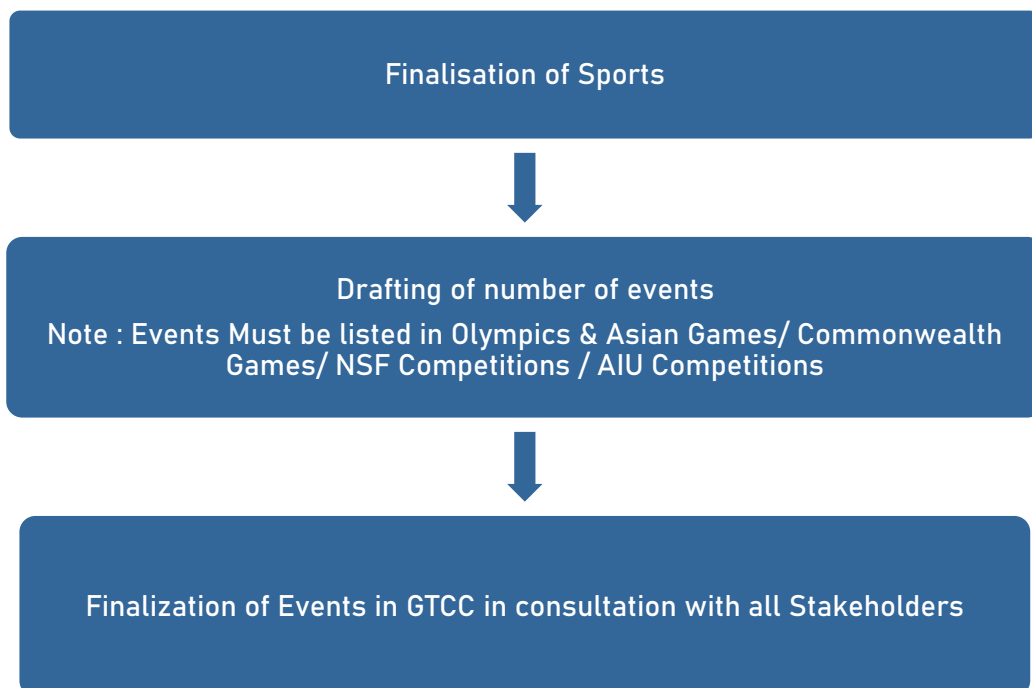 Finalisation of Sports
Drafting of number of events
Note : Events Must be listed in Olympics & Asian Games/ Commonwealth
Games/ NSF Competitions / AIU Competitions
Finalization of Events in GTCC in consultation with all Stakeholders